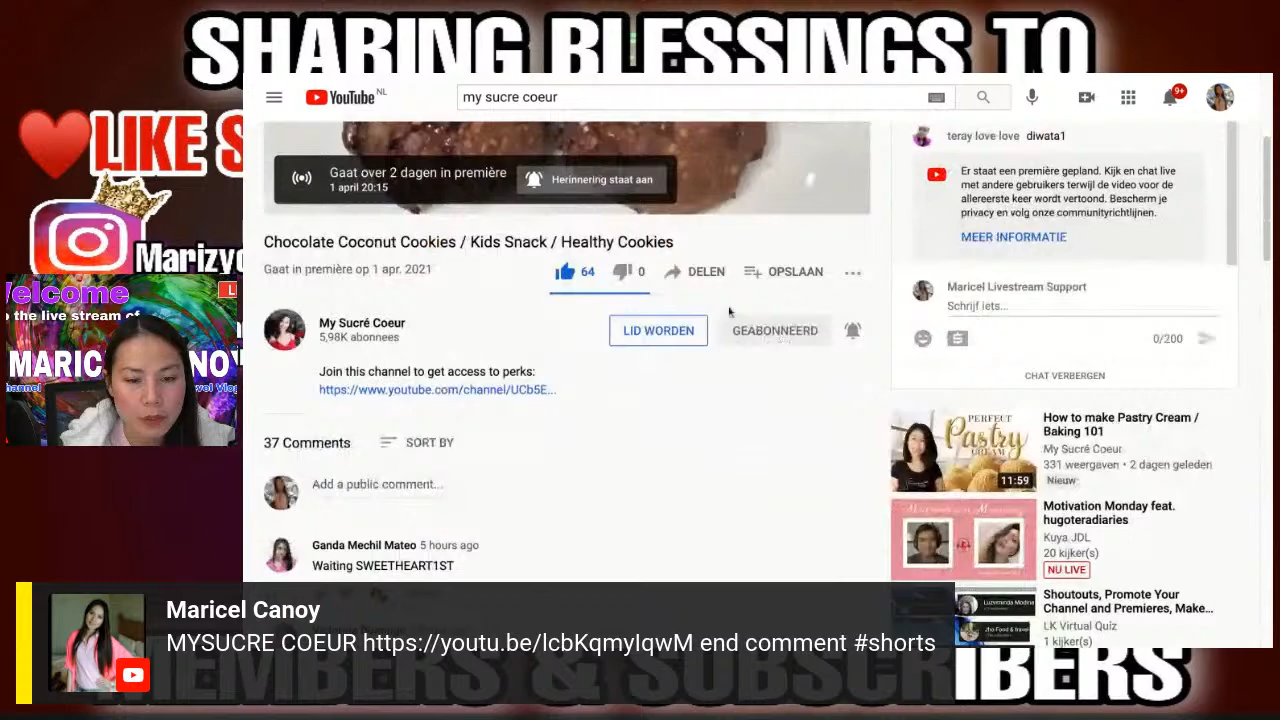 SHARING BLESSINGS TO
LIKE S
Marizy
Welcome
to the live stream of
MARIC
NO
hannel
vel Vlog
YouTube NL
my sucre coeur
9+
Gaat over 2 dagen in première
1 april 20:15
Herinnering staat aan
Chocolate Coconut Cookies / Kids Snack / Healthy Cookies
Gaat in première op 1 apr. 2021
64
0
DELEN
OPSLAAN
My Sucré Coeur
5,98K abonnees
LID WORDEN
GEABONNEERD
Join this channel to get access to perks:
https://www.youtube.com/channel/UCb5E...
37 Comments
SORT BY
Add a public comment...
Ganda Mechil Mateo 5 hours ago
Waiting SWEETHEART1ST
teray love love diwata1
Er staat een première gepland. Kijk en chat live
met andere gebruikers terwijl de video voor de
allereerste keer wordt vertoond. Bescherm je
privacy en volg onze communityrichtlijnen.
MEER INFORMATIE
Maricel Livestream Support
Schrijf iets...
0/200
CHAT VERBERGEN
PERFECT
Pastry
CREAM
11:59
How to make Pastry Cream /
Baking 101
My Sucré Coeur
331 weergaven • 2 dagen geleden
Nieuw
Motivation Monday feat.
hugoteradiaries
Kuya JDL
20 kijker(s)
NU LIVE
Shoutouts, Promote Your
Channel and Premieres, Make...
LK Virtual Quiz
1 kijker(s)
Maricel Canoy
MYSUCRE COEUR https://youtu.be/lcbrxqmyIqwM end comment #shorts
MEMBERS & SUBSCRIBERS